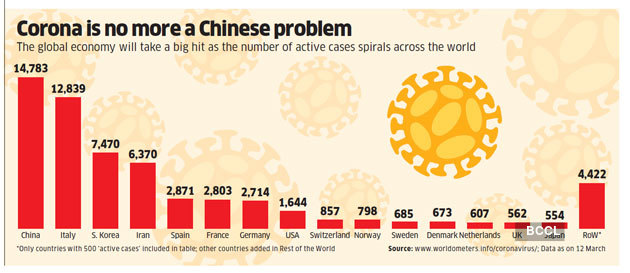 Corona is no more a Chinese problem
The global economy will take a big hit as the number of active cases spirals across the world
14,783 12,839 7,470 6,370 2,871 2,803 2,714 1,644 857 798 685 673 607 562 554 4,422
China Italy S. Korea Iran Spain France Germany USA Switzerland Norway Sweden Denmark Netherlands UK Japan RoW*
BCCL
*Only countries with 500 'active cases' included in table; other countries added in Rest of the World
Source: www.worldometers info/coronavirus/; Data as on 12 March